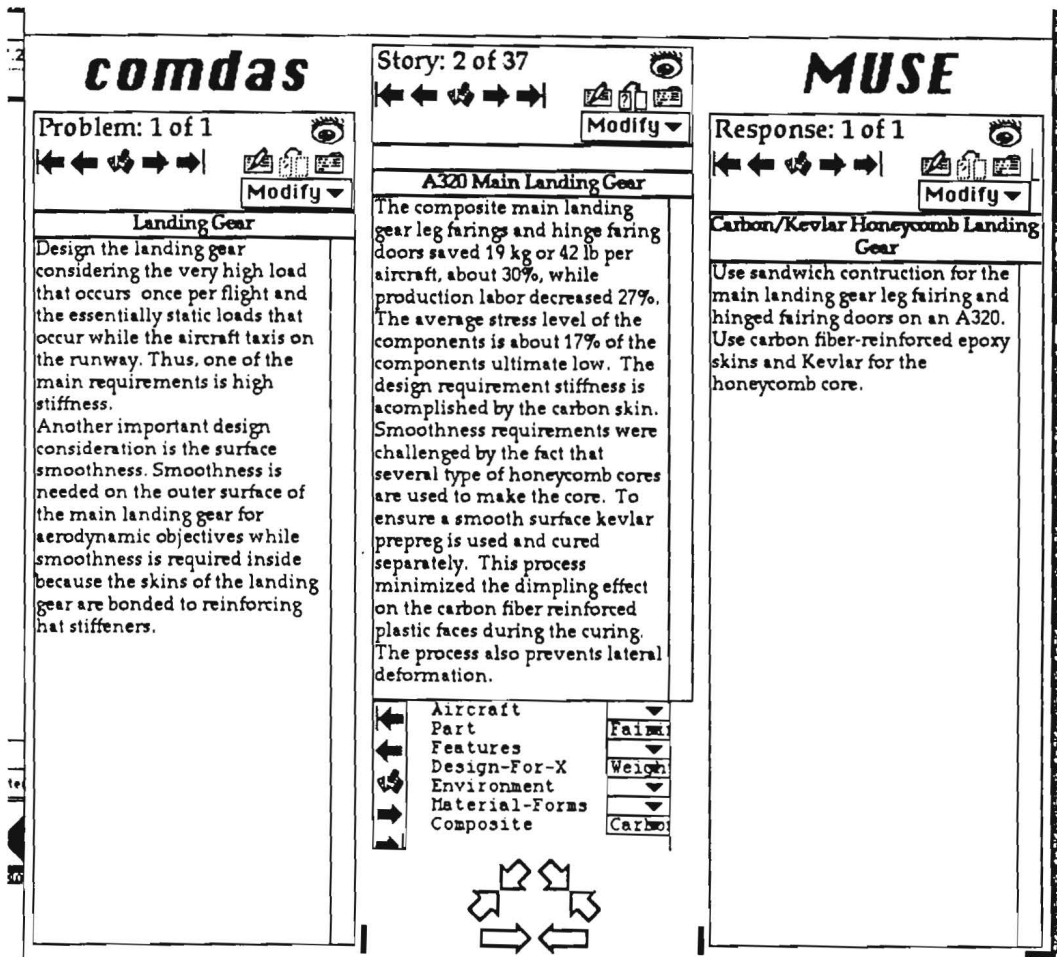 comdas
Problem: 1 of 1
Modify
Landing Gear
Design the landing gear
considering the very high load
that occurs once per flight and
the essentially static loads that
occur while the aircraft taxis on
the runway. Thus, one of the
main requirements is high
stiffness.
Another important design
consideration is the surface
smoothness. Smoothness is
needed on the outer surface of
the main landing gear for
aerodynamic objectives while
smoothness is required inside
because the skins of the landing
gear are bonded to reinforcing
hat stiffeners.
Story: 2 of 37
Modify
A320 Main Landing Gear
The composite main landing
gear leg farings and hinge faring
doors saved 19 kg or 42 lb per
aircraft, about 30%, while
production labor decreased 27%.
The average stress level of the
components is about 17% of the
components ultimate low. The
design requirement stiffness is
acomplished by the carbon skin.
Smoothness requirements were
challenged by the fact that
several type of honeycomb cores
are used to make the core. To
ensure a smooth surface kevlar
prepreg is used and cured
separately. This process
minimized the dimpling effect
on the carbon fiber reinforced
plastic faces during the curing.
The process also prevents lateral
deformation.
Aircraft
Part
Features
Design-For-X Weigh
Environment
Material-Forms
Composite Carbo
MUSE
Response: 1 of 1
Modify
Carbon/Kevlar Honeycomb Landing
Gear
Use sandwich contruction for the
main landing gear leg fairing and
hinged fairing doors on an A320.
Use carbon fiber-reinforced epoxy
skins and Kevlar for the
honeycomb core.